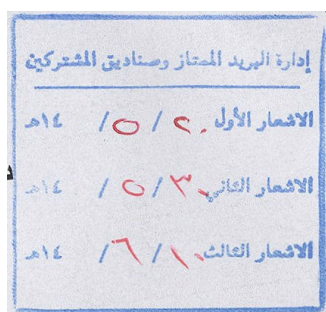 إدارة البريد الممتاز وصناديق المشتركين
الاشعار الأول ٢٠ / ٥ / ١٤هـ
الاشعار الثاني ٣٠ / ٥ / ١٤هـ
الاشعار الثالث ١٠ / ٦ / ١٤هـ